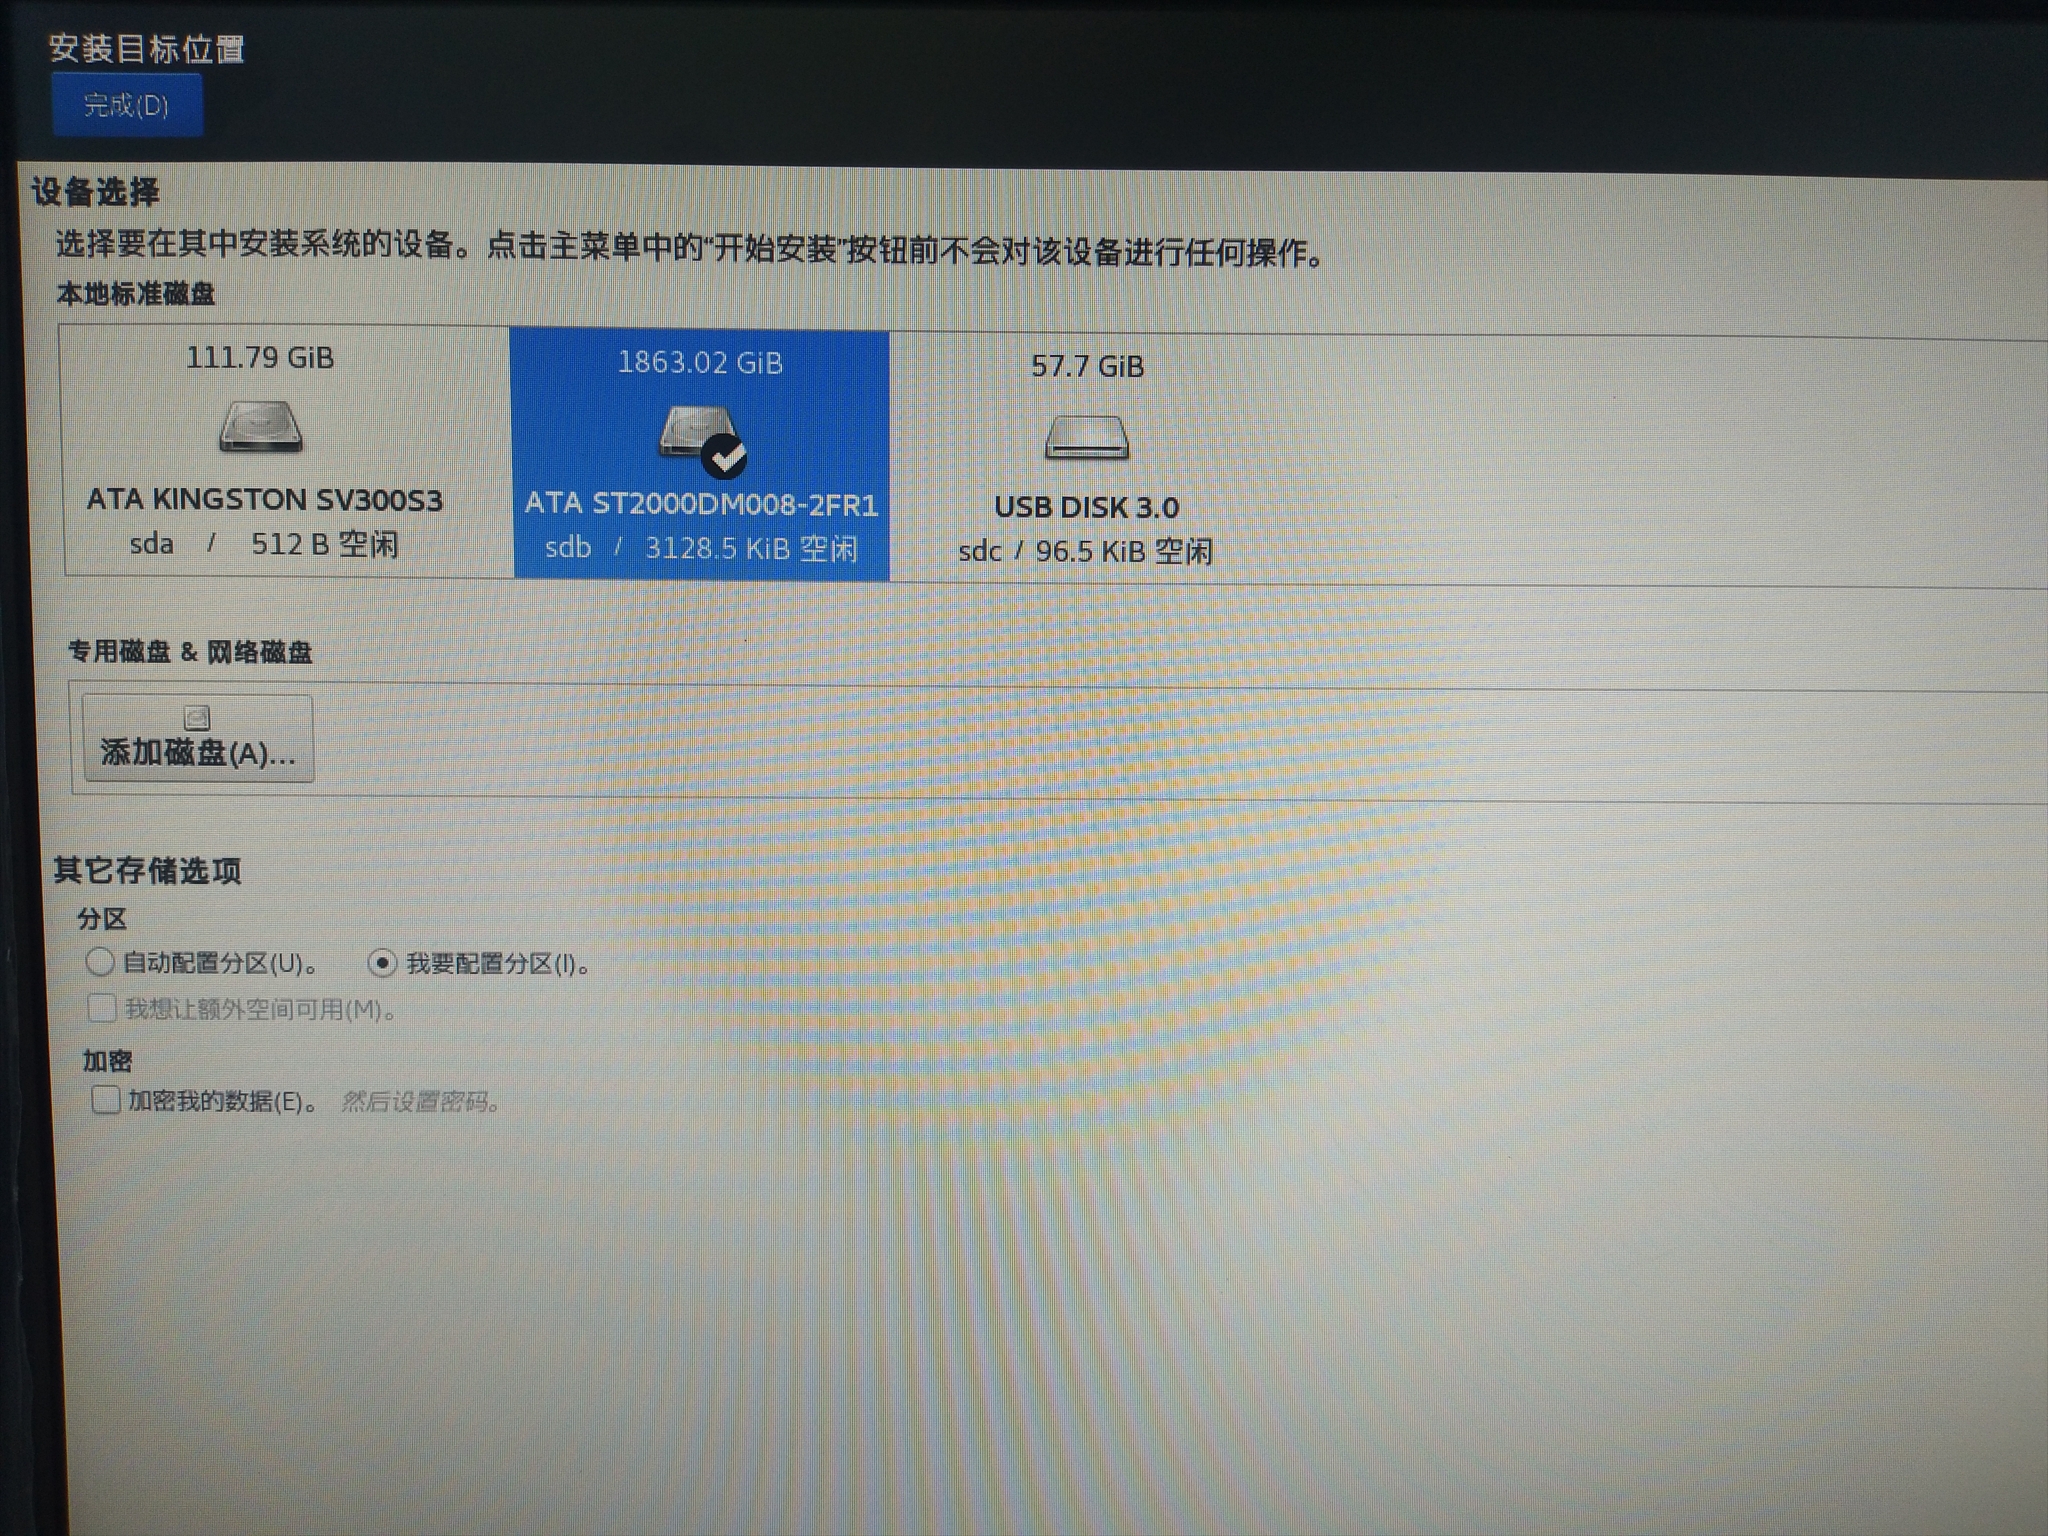 安装目标位置
完成(D)
设备选择
选择要在其中安装系统的设备。点击主菜单中的“开始安装”按钮前不会对该设备进行任何操作。
本地标准磁盘
111.79 GiB
ATA KINGSTON SV300S3
sda / 512 B 空闲
1863.02 GiB
ATA ST2000DM008-2FR1
sdb / 3128.5 KiB 空闲
57.7 GiB
USB DISK 3.0
sdc / 96.5 KiB 空闲
专用磁盘 & 网络磁盘
添加磁盘(A)...
其它存储选项
分区
自动配置分区(U)。 我要配置分区(I)。
我想让额外空间可用(M)。
加密
加密我的数据(E)。 然后设置密码。